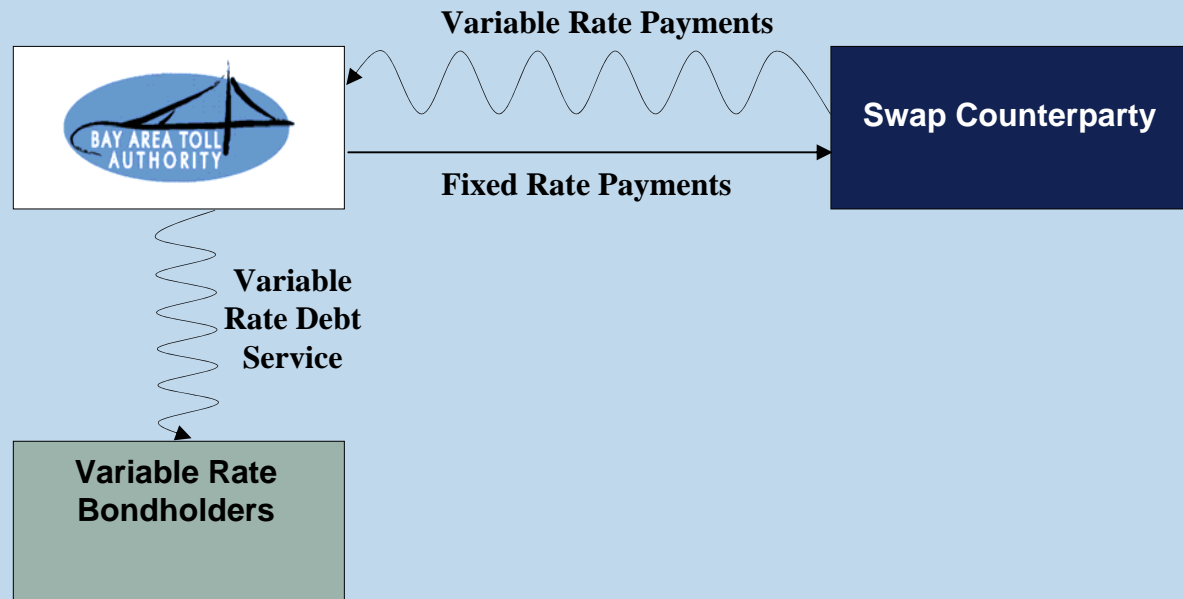 Variable Rate Payments
BAY AREA TOLL
AUTHORITY
Swap Counterparty
Fixed Rate Payments
Variable
Rate Debt
Service
Variable Rate
Bondholders